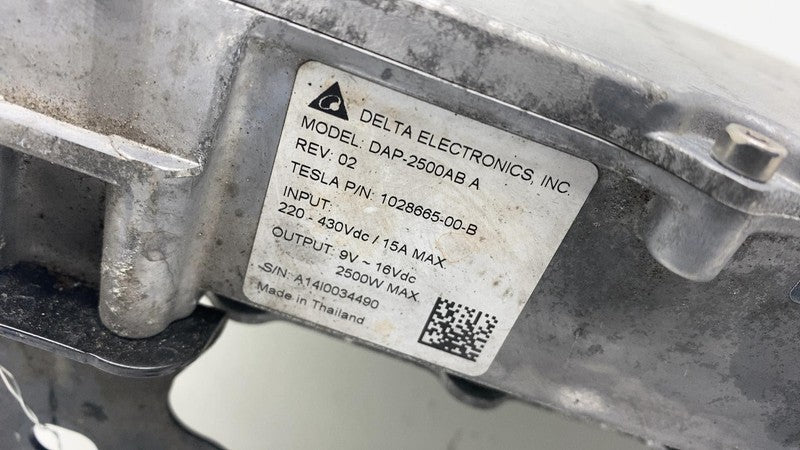 DELTA ELECTRONICS, INC.
MODEL: DAP-2500AB A
REV: 02
TESLA P/N: 1028665-00-B
INPUT:
220 - 430Vdc / 15A MAX
OUTPUT: 9V ~ 16Vdc
2500W MAX
S/N: A14I0034490
Made in Thailand